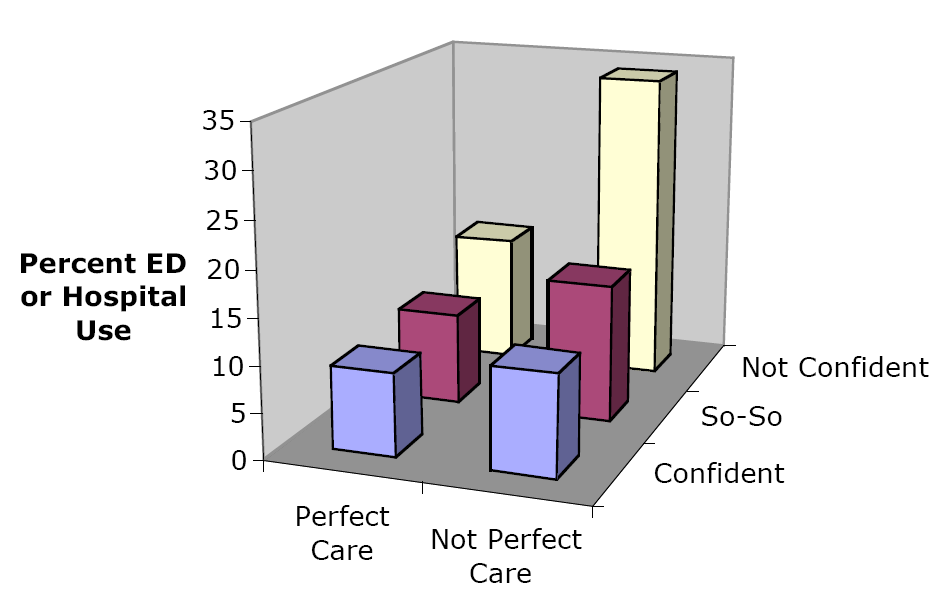 35
30
25
20
15
10
5
0
Percent ED
or Hospital
Use
Perfect
Care
Not Perfect
Care
Confident
So-So
Not Confident